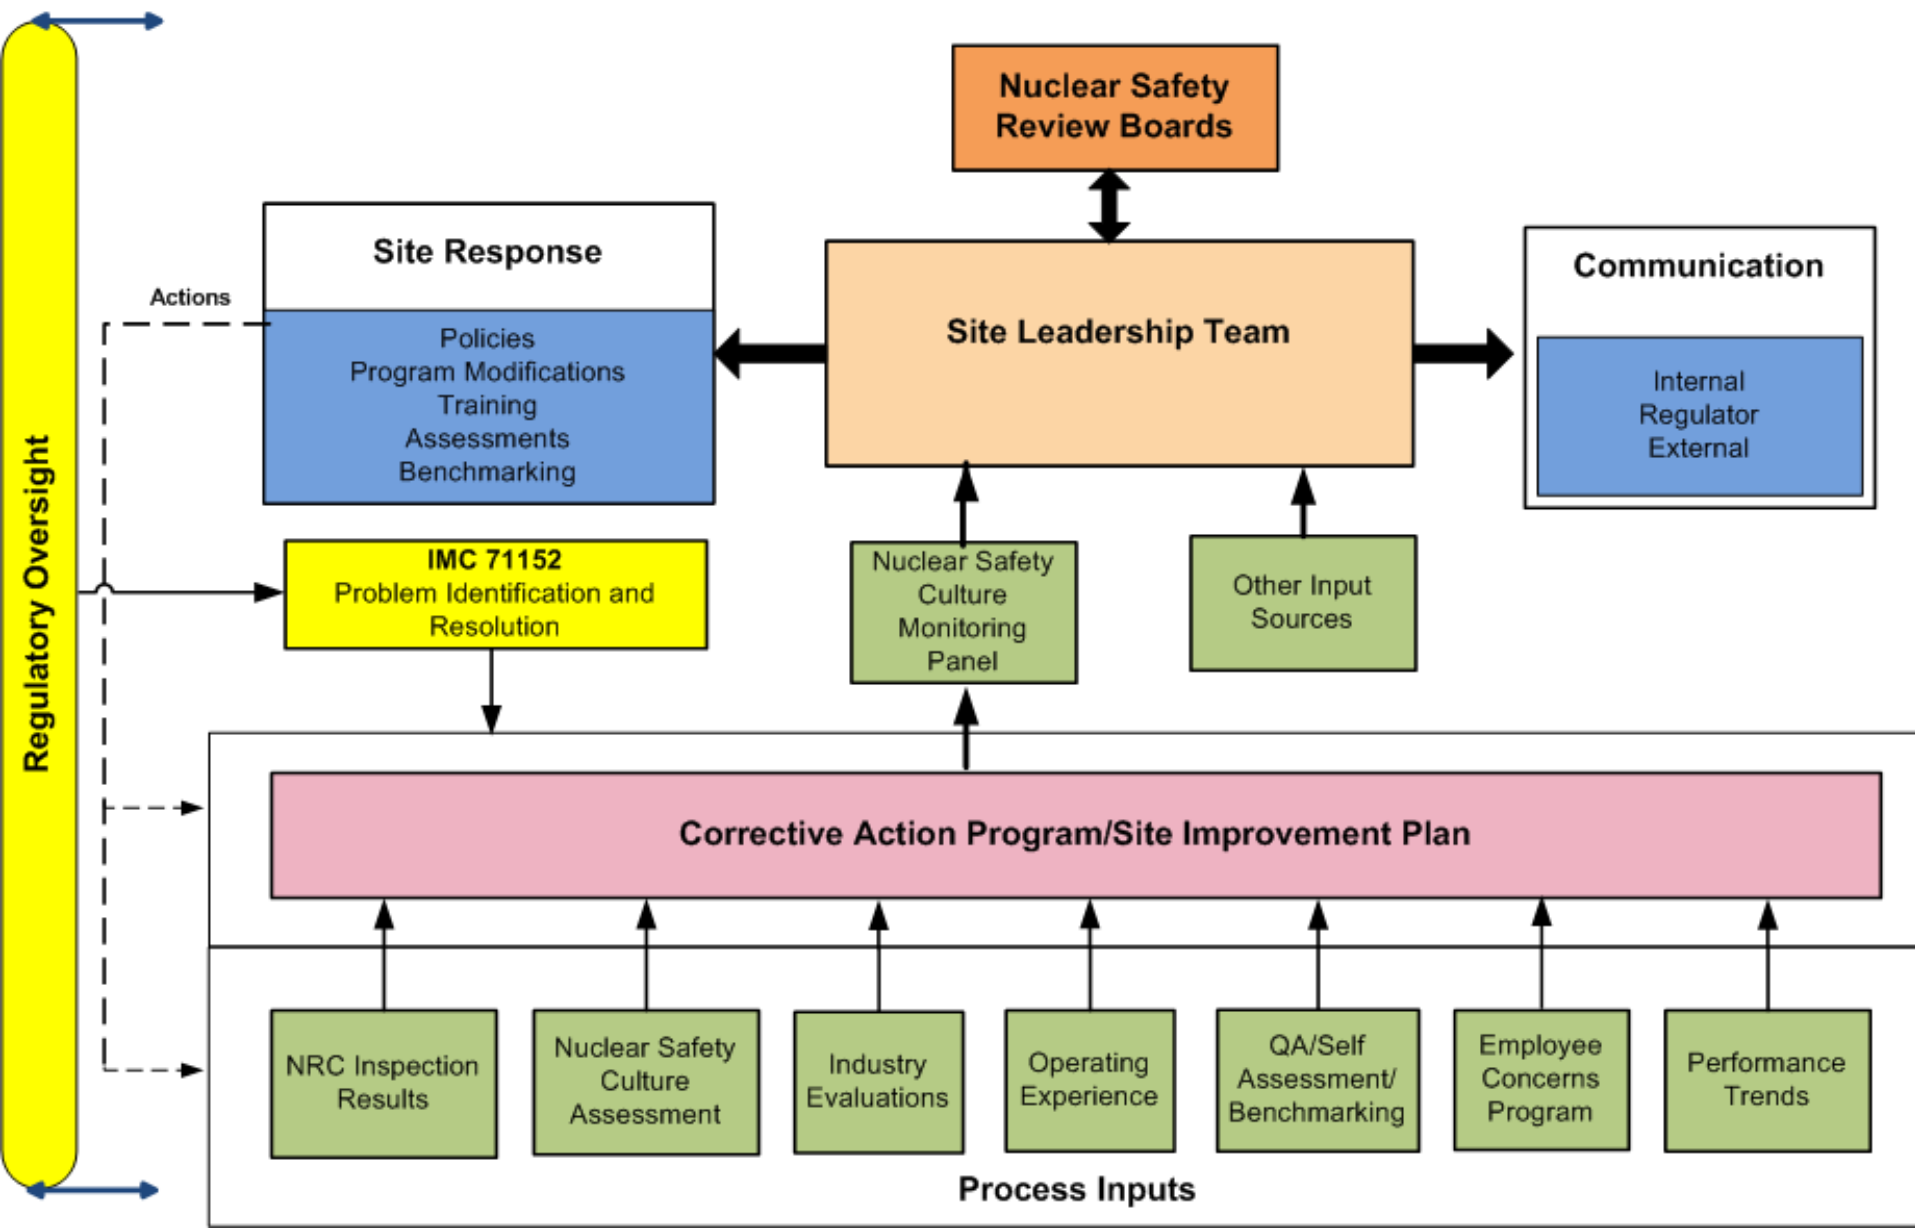 Nuclear Safety
Review Boards
Site Response
Policies
Program Modifications
Training
Assessments
Benchmarking
Actions
Site Leadership Team
Communication
Internal
Regulator
External
Regulatory Oversight
IMC 71152
Problem Identification and
Resolution
Nuclear Safety
Culture
Monitoring
Panel
Other Input
Sources
Corrective Action Program/Site Improvement Plan
NRC Inspection
Results
Nuclear Safety
Culture
Assessment
Industry
Evaluations
Operating
Experience
QA/Self
Assessment/
Benchmarking
Employee
Concerns
Program
Performance
Trends
Process Inputs